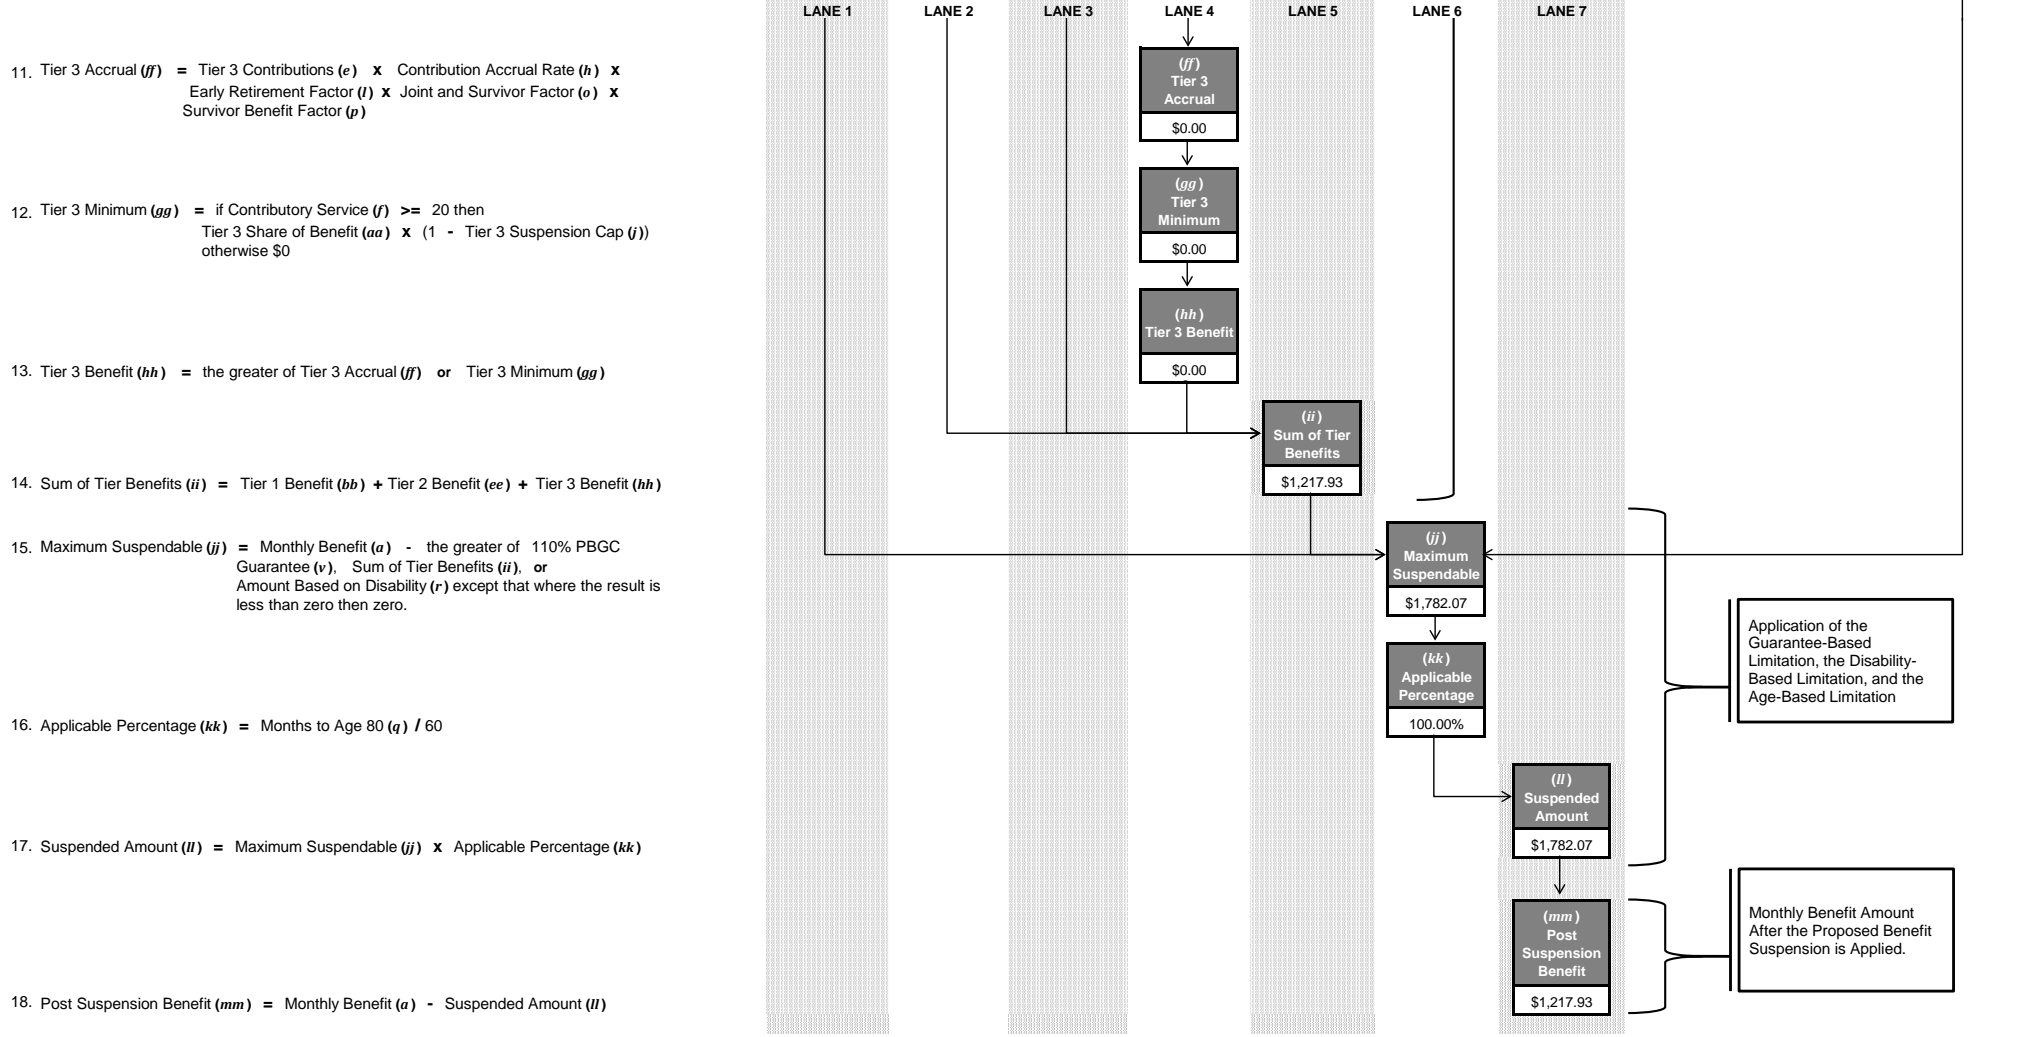 LANE 1 LANE 2 LANE 3 LANE 4 LANE 5 LANE 6 LANE 7
11. Tier 3 Accrual (ff) = Tier 3 Contributions (e) x Contribution Accrual Rate (h) x
Early Retirement Factor (l) x Joint and Survivor Factor (o) x
Survivor Benefit Factor (p)
(ff)
Tier 3
Accrual
$0.00
12. Tier 3 Minimum (gg) = if Contributory Service (f) >= 20 then
Tier 3 Share of Benefit (aa) x (1 - Tier 3 Suspension Cap (j))
otherwise $0
(gg)
Tier 3
Minimum
$0.00
(hh)
Tier 3 Benefit
$0.00
13. Tier 3 Benefit (hh) = the greater of Tier 3 Accrual (ff) or Tier 3 Minimum (gg)
(ii)
Sum of Tier
Benefits
$1,217.93
14. Sum of Tier Benefits (ii) = Tier 1 Benefit (bb) + Tier 2 Benefit (ee) + Tier 3 Benefit (hh)
15. Maximum Suspendable (jj) = Monthly Benefit (a) - the greater of 110% PBGC
Guarantee (v), Sum of Tier Benefits (ii), or
Amount Based on Disability (r) except that where the result is
less than zero then zero.
(jj)
Maximum
Suspendable
$1,782.07
Application of the
Guarantee-Based
Limitation, the Disability-
Based Limitation, and the
Age-Based Limitation
(kk)
Applicable
Percentage
100.00%
16. Applicable Percentage (kk) = Months to Age 80 (q) / 60
(ll)
Suspended
Amount
$1,782.07
17. Suspended Amount (ll) = Maximum Suspendable (jj) x Applicable Percentage (kk)
(mm)
Post
Suspension
Benefit
$1,217.93
Monthly Benefit Amount
After the Proposed Benefit
Suspension is Applied.
18. Post Suspension Benefit (mm) = Monthly Benefit (a) - Suspended Amount (ll)